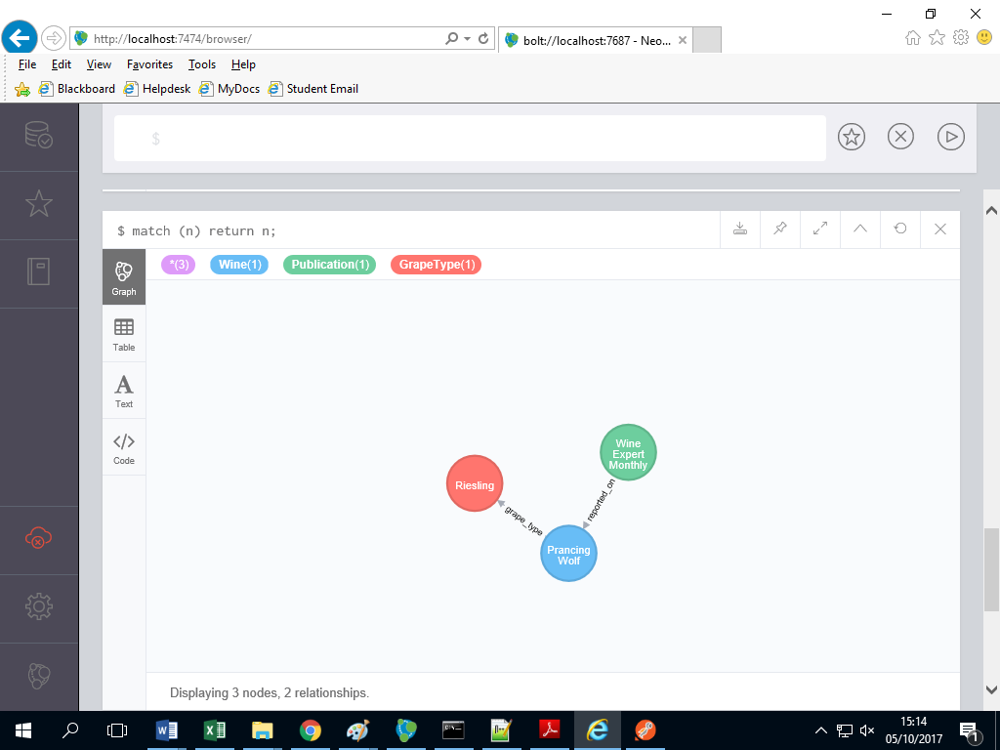 http://localhost:7474/browser/
bolt://localhost:7687 - Neo...
File Edit View Favorites Tools Help
Blackboard Helpdesk MyDocs Student Email
$
$ match (n) return n;
*(3) Wine(1) Publication(1) GrapeType(1)
Graph
Table
Text
Code
Wine
Expert
Monthly
Riesling
reported_on
grape_type
Prancing
Wolf
Displaying 3 nodes, 2 relationships.
15:14
05/10/2017
1